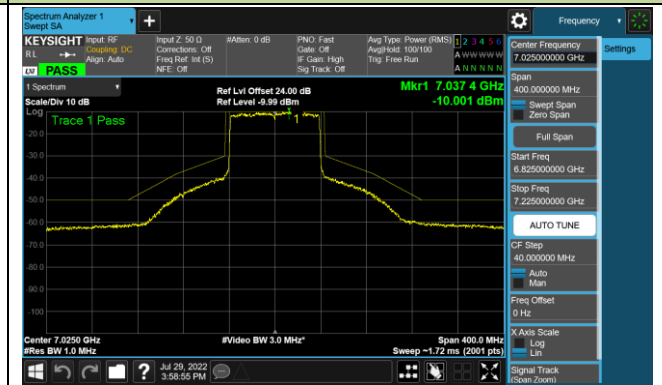 Spectrum Analyzer 1
Swept SA
+
Frequency
KEYSIGHT
RL
Input: RF
Coupling: DC
Align: Auto
Input Z: 50 Ω
Corrections: Off
Freq Ref: Int (S)
NFE: Off
#Atten: 0 dB
PNO: Fast
Gate: Off
IF Gain: High
Sig Track: Off
Avg Type: Power (RMS)
Avg|Hold: 100/100
Trig: Free Run
1 2 3 4 5 6
A W W W W W
A N N N N N
LXI PASS
1 Spectrum
Scale/Div 10 dB
Ref Lvl Offset 24.00 dB
Ref Level -9.99 dBm
Mkr1 7.037 4 GHz
-10.001 dBm
Log
Trace 1 Pass
1
-20.0
-30.0
-40.0
-50.0
-60.0
-70.0
-80.0
-90.0
-100
Center 7.0250 GHz
#Res BW 1.0 MHz
#Video BW 3.0 MHz*
Span 400.0 MHz
Sweep ~1.72 ms (2001 pts)
Jul 29, 2022
3:58:55 PM
?
Center Frequency
7.025000000 GHz
Settings
Span
400.000000 MHz
Swept Span
Zero Span
Full Span
Start Freq
6.825000000 GHz
Stop Freq
7.225000000 GHz
AUTO TUNE
CF Step
40.000000 MHz
Auto
Man
Freq Offset
0 Hz
X Axis Scale
Log
Lin
Signal Track
(Span Zoom)